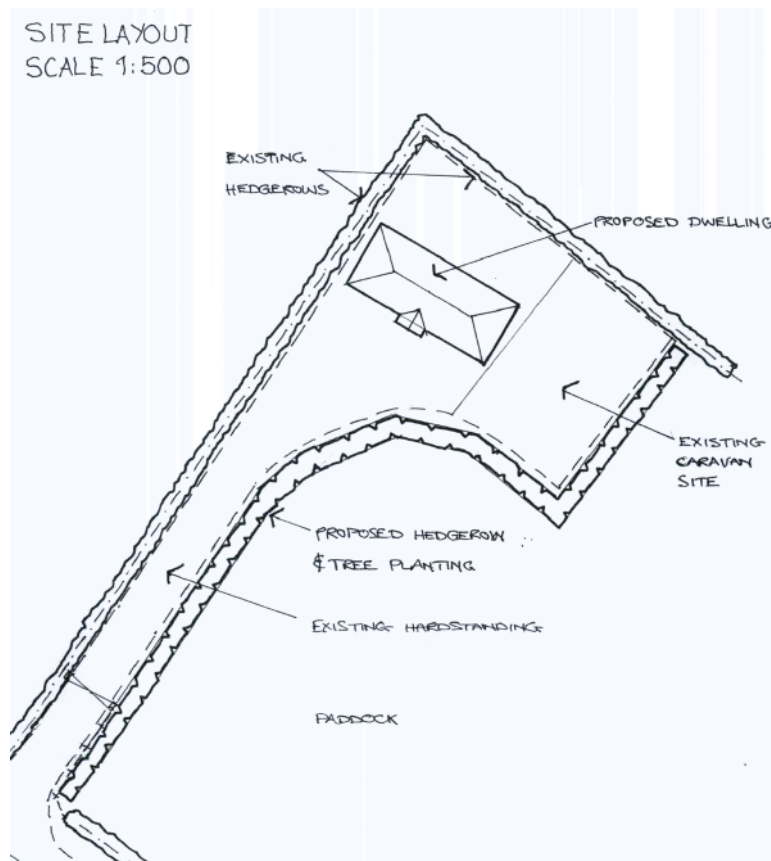 SITE LAYOUT
SCALE 1:500
EXISTING
HEDGEROWS
PROPOSED DWELLING
EXISTING
CARAVAN
SITE
PROPOSED HEDGEROW
& TREE PLANTING
EXISTING HARDSTANDING
PADDOCK